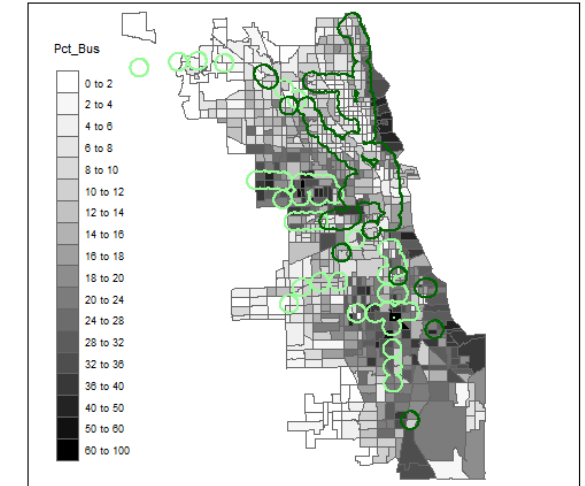 Pct_Bus
0 to 2
2 to 4
4 to 6
6 to 8
8 to 10
10 to 12
12 to 14
14 to 16
16 to 18
18 to 20
20 to 24
24 to 28
28 to 32
32 to 36
36 to 40
40 to 50
50 to 60
60 to 100